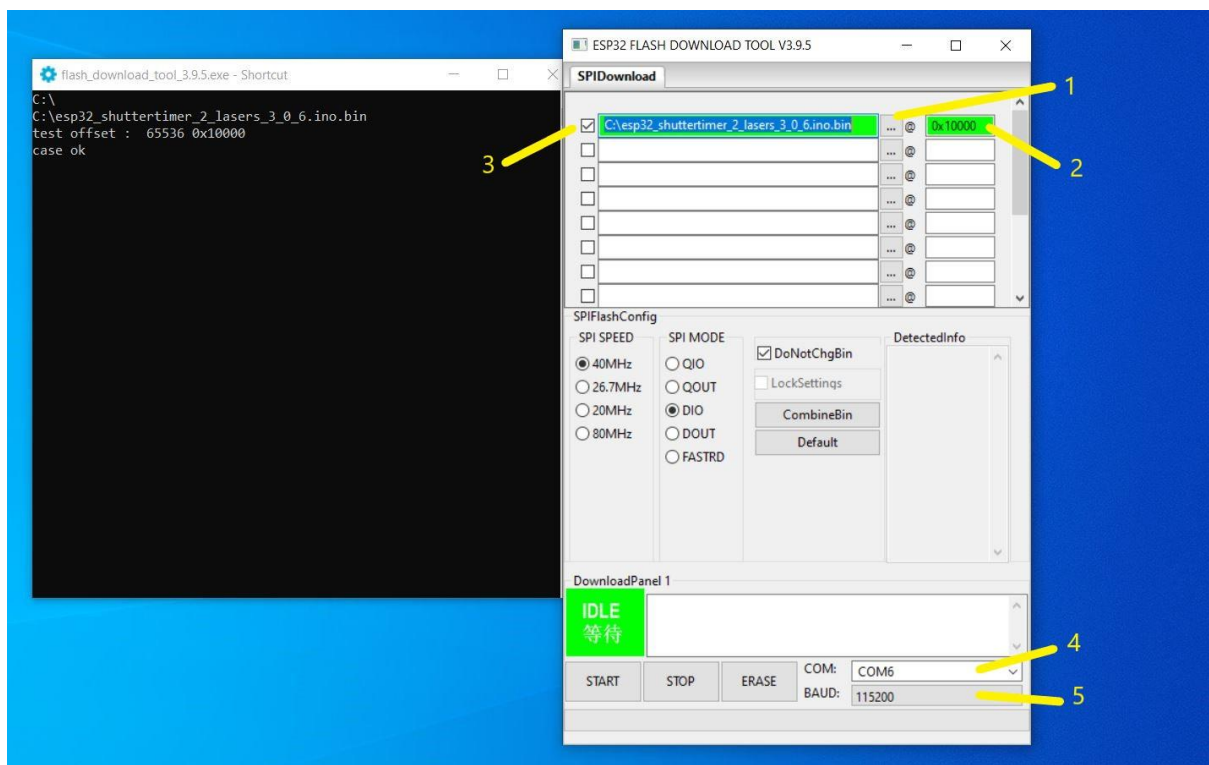 flash_download_tool_3.9.5.exe - Shortcut
C:\
C:\esp32_shuttertimer_2_lasers_3_0_6.ino.bin
test offset :  65536 0x10000
case ok
ESP32 FLASH DOWNLOAD TOOL V3.9.5
SPIDownload
1
C:\esp32_shuttertimer_2_lasers_3_0_6.ino.bin ... @ 0x10000
3
2
... @
... @
... @
... @
... @
... @
... @
SPIFlashConfig
SPI SPEED
40MHz
26.7MHz
20MHz
80MHz
SPI MODE
QIO
QOUT
DIO
DOUT
FASTRD
DoNotChgBin
LockSettings
CombineBin
Default
DetectedInfo
DownloadPanel 1
IDLE
等待
START STOP ERASE
COM: COM6
4
BAUD: 115200
5